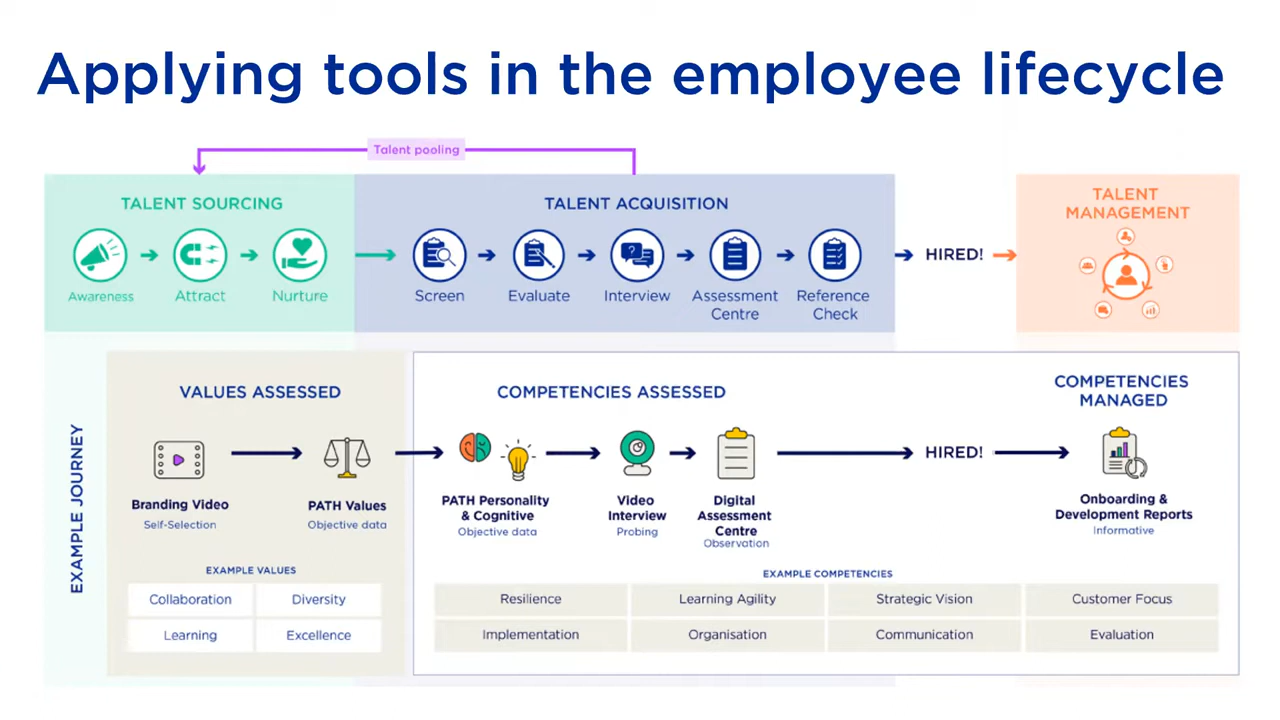 Applying tools in the employee lifecycle
Talent pooling
TALENT SOURCING
Awareness
Attract
Nurture
TALENT ACQUISITION
Screen
Evaluate
Interview
Assessment
Centre
Reference
Check
HIRED!
TALENT
MANAGEMENT
EXAMPLE JOURNEY
VALUES ASSESSED
Branding Video
Self-Selection
PATH Values
Objective data
EXAMPLE VALUES
Collaboration
Diversity
Learning
Excellence
COMPETENCIES ASSESSED
PATH Personality
& Cognitive
Objective data
Video
Interview
Probing
Digital
Assessment
Centre
Observation
HIRED!
COMPETENCIES
MANAGED
Onboarding &
Development Reports
Informative
EXAMPLE COMPETENCIES
Resilience
Learning Agility
Strategic Vision
Customer Focus
Implementation
Organisation
Communication
Evaluation